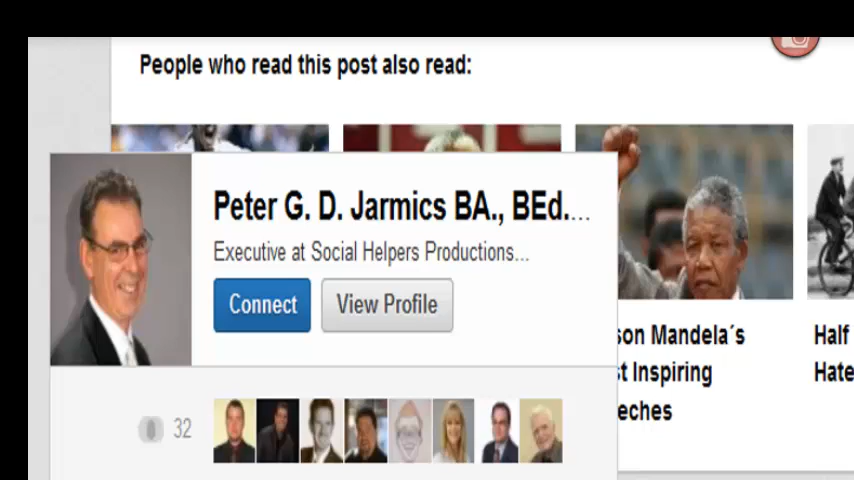 People who read this post also read:
Peter G. D. Jarmics BA., BEd....
Executive at Social Helpers Productions...
Connect
View Profile
32
son Mandela´s
t Inspiring
eches
Half
Hate